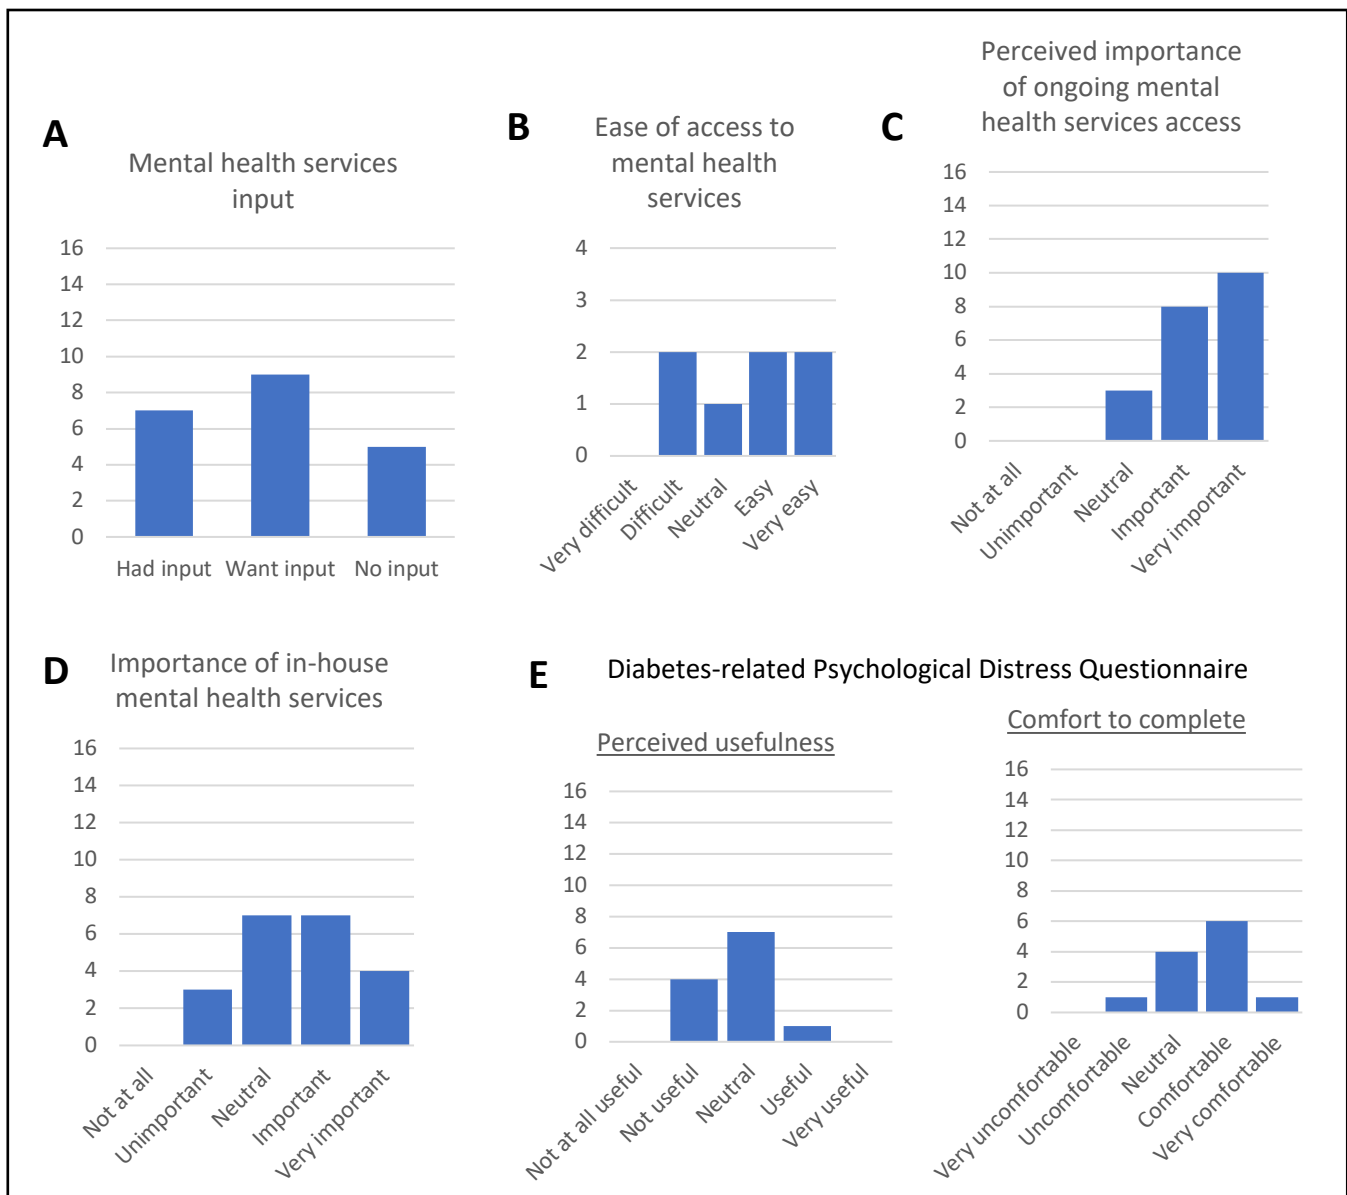 A
Mental health services
input
16
14
12
10
8
6
4
2
0
Had input
Want input
No input
B
Ease of access to
mental health
services
4
3
2
1
0
Very difficult
Difficult
Neutral
Easy
Very easy
C
Perceived importance
of ongoing mental
health services access
16
14
12
10
8
6
4
2
0
Not at all
Unimportant
Neutral
Important
Very important
D
Importance of in-house
mental health services
16
14
12
10
8
6
4
2
0
Not at all
Unimportant
Neutral
Important
Very important
E
Diabetes-related Psychological Distress Questionnaire
Perceived usefulness
16
14
12
10
8
6
4
2
0
Not at all useful
Not useful
Neutral
Useful
Very useful
Comfort to complete
16
14
12
10
8
6
4
2
0
Very uncomfortable
Uncomfortable
Neutral
Comfortable
Very comfortable